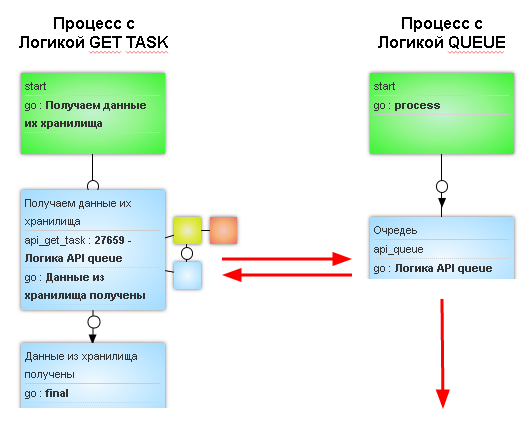 Процесс с
Логикой GET TASK
start
go : Получаем данные
их хранилища
Получаем данные их
хранилища
api_get_task : 27659 -
Логика API queue
go : Данные из
хранилища получены
Данные из хранилища
получены
go : final
Процесс с
Логикой QUEUE
start
go : process
Очредеь
api_queue
go : Логика API queue